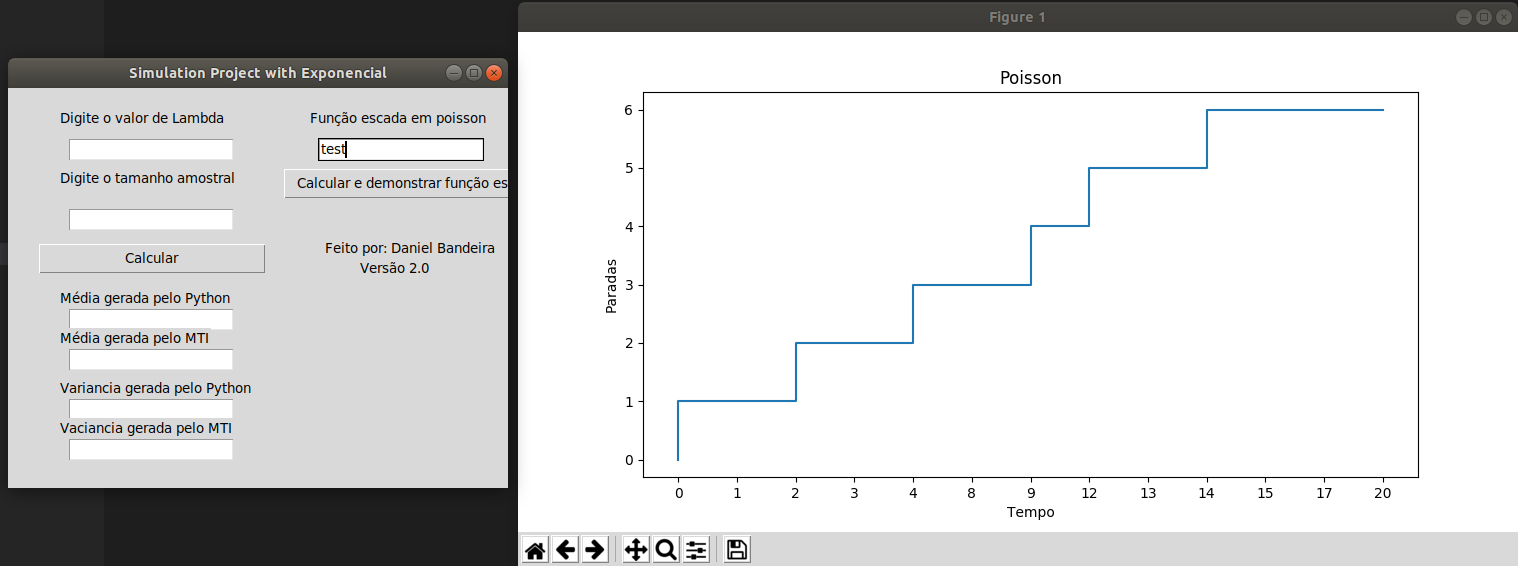 Simulation Project with Exponencial
Digite o valor de Lambda
Digite o tamanho amostral
Calcular
Média gerada pelo Python
Média gerada pelo MTI
Variancia gerada pelo Python
Vaciancia gerada pelo MTI
Função escada em poisson
test
Calcular e demonstrar função es
Feito por: Daniel Bandeira
Versão 2.0
Figure 1
Poisson
6
5
4
3
2
1
0
Paradas
0 1 2 3 4 8 9 12 13 14 15 17 20
Tempo